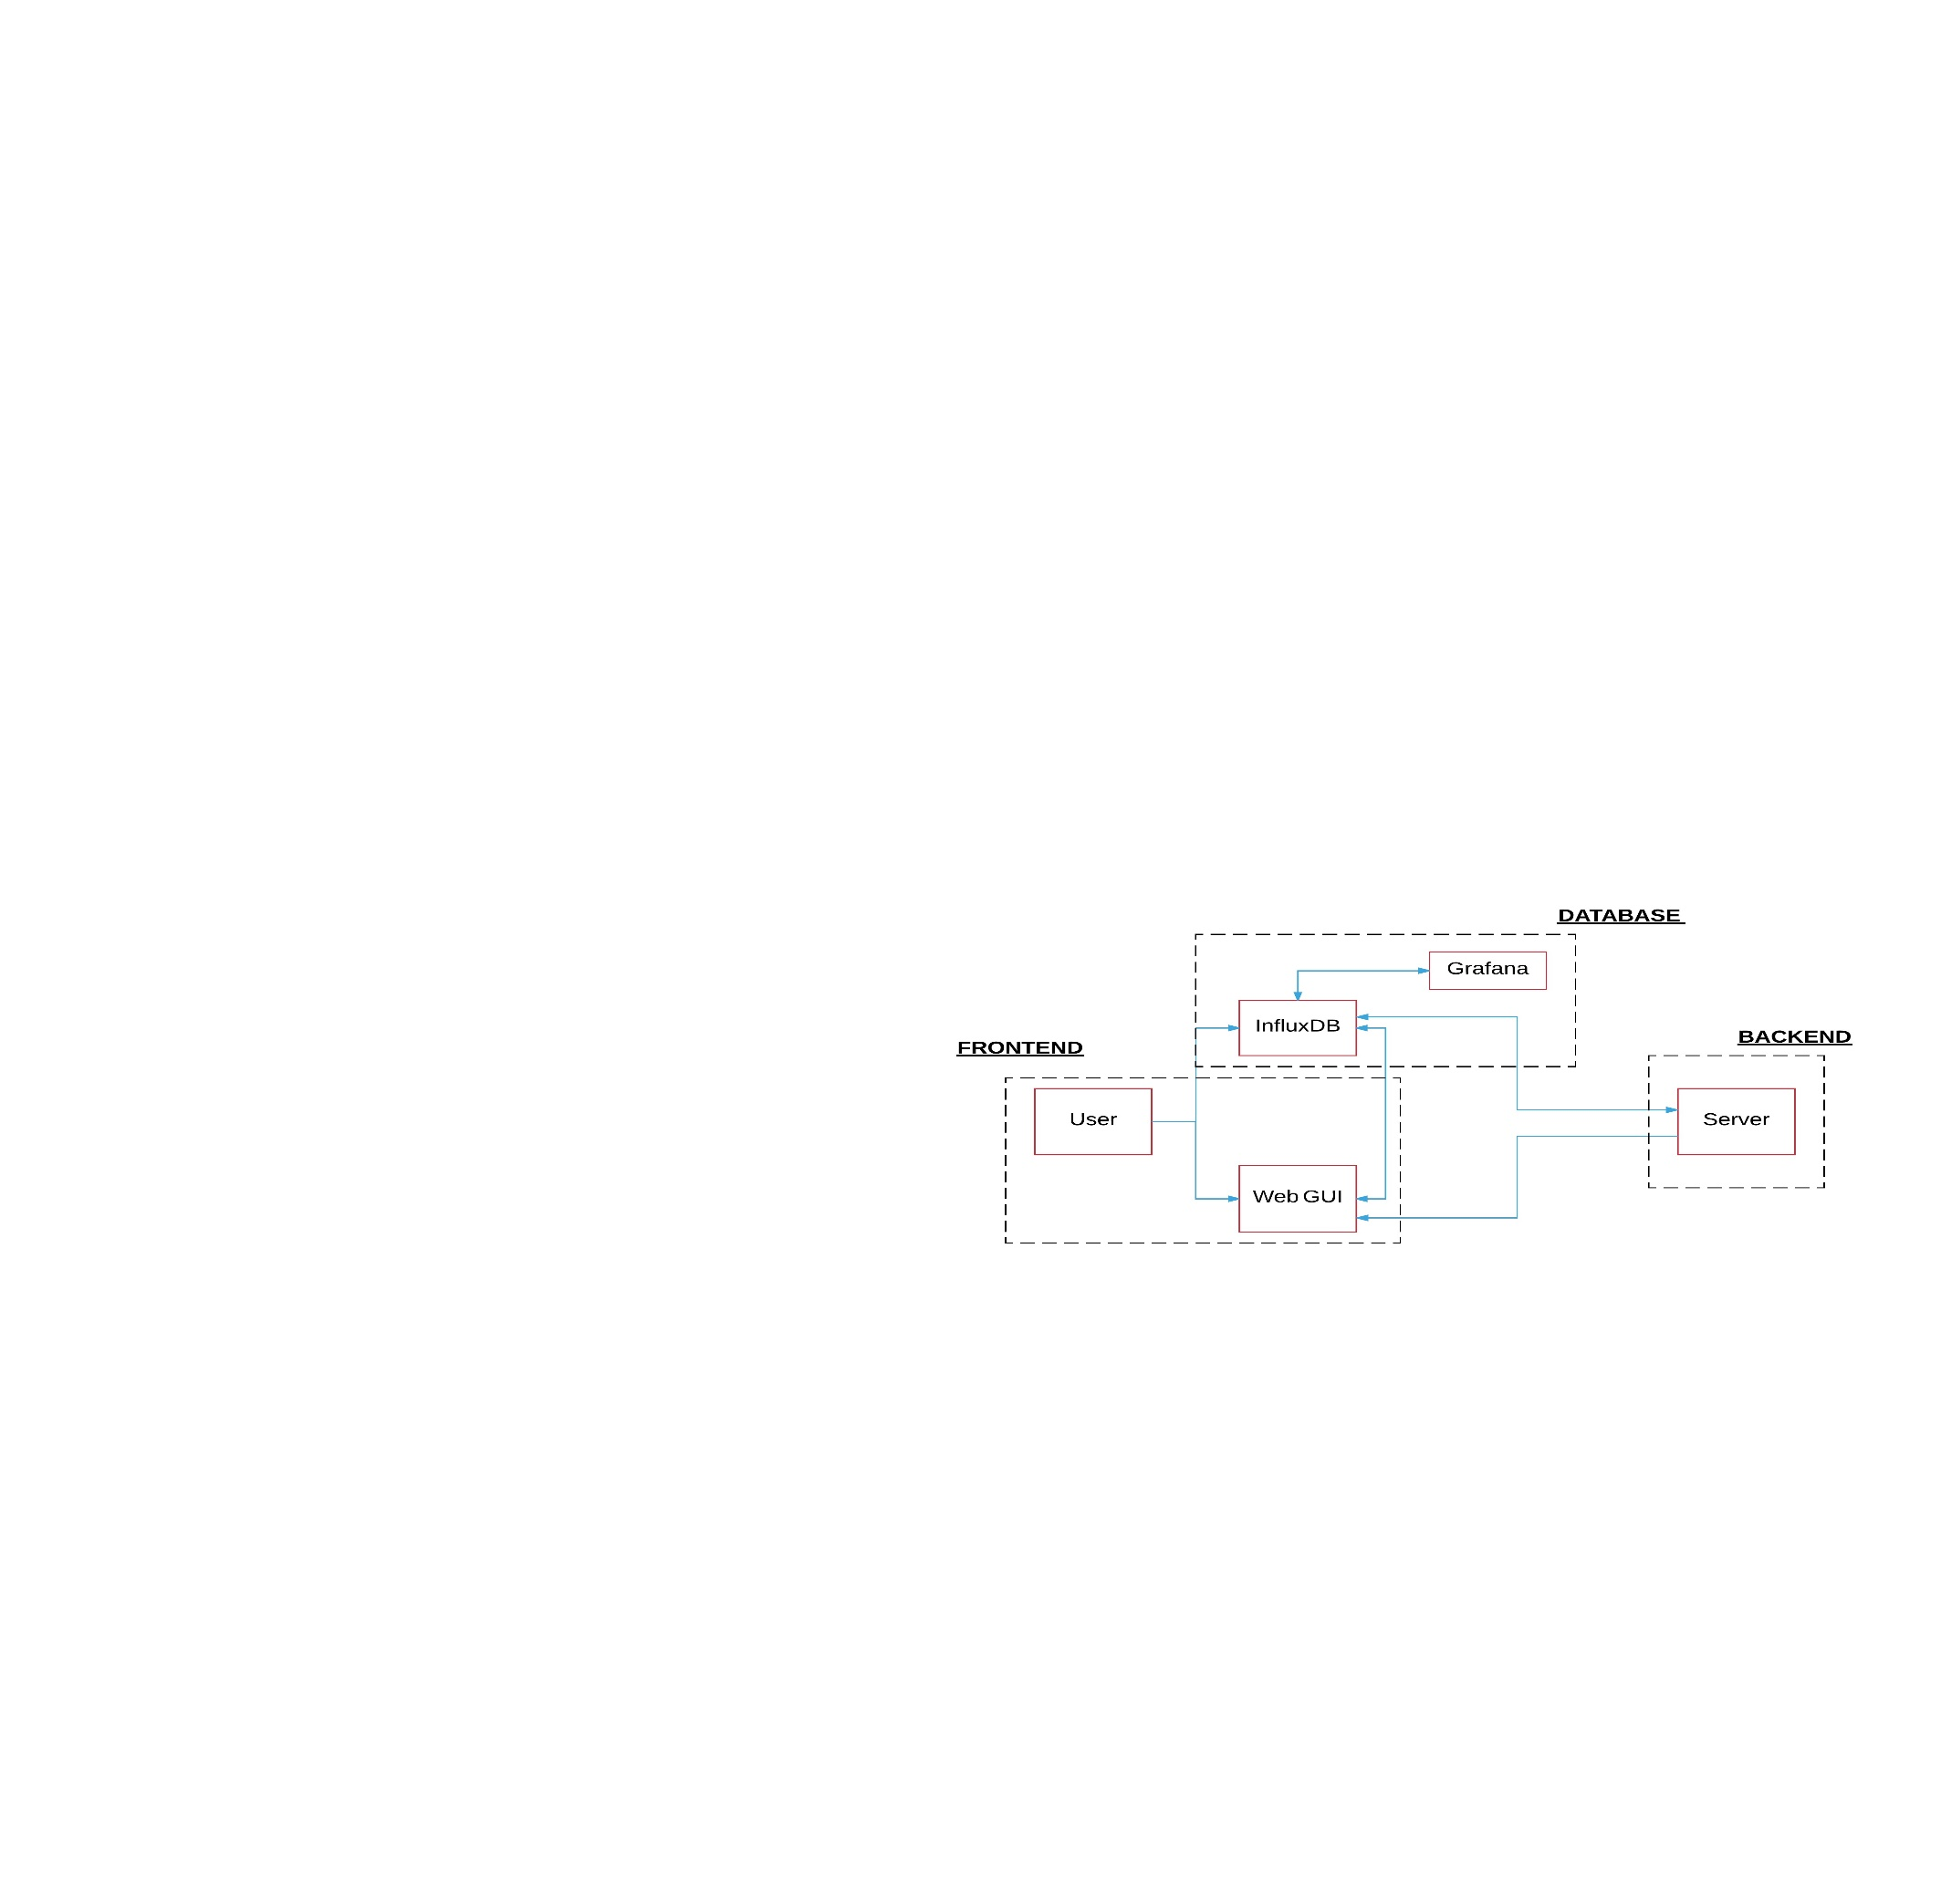 DATABASE
Grafana
InfluxDB
BACKEND
FRONTEND
User
Server
Web GUI